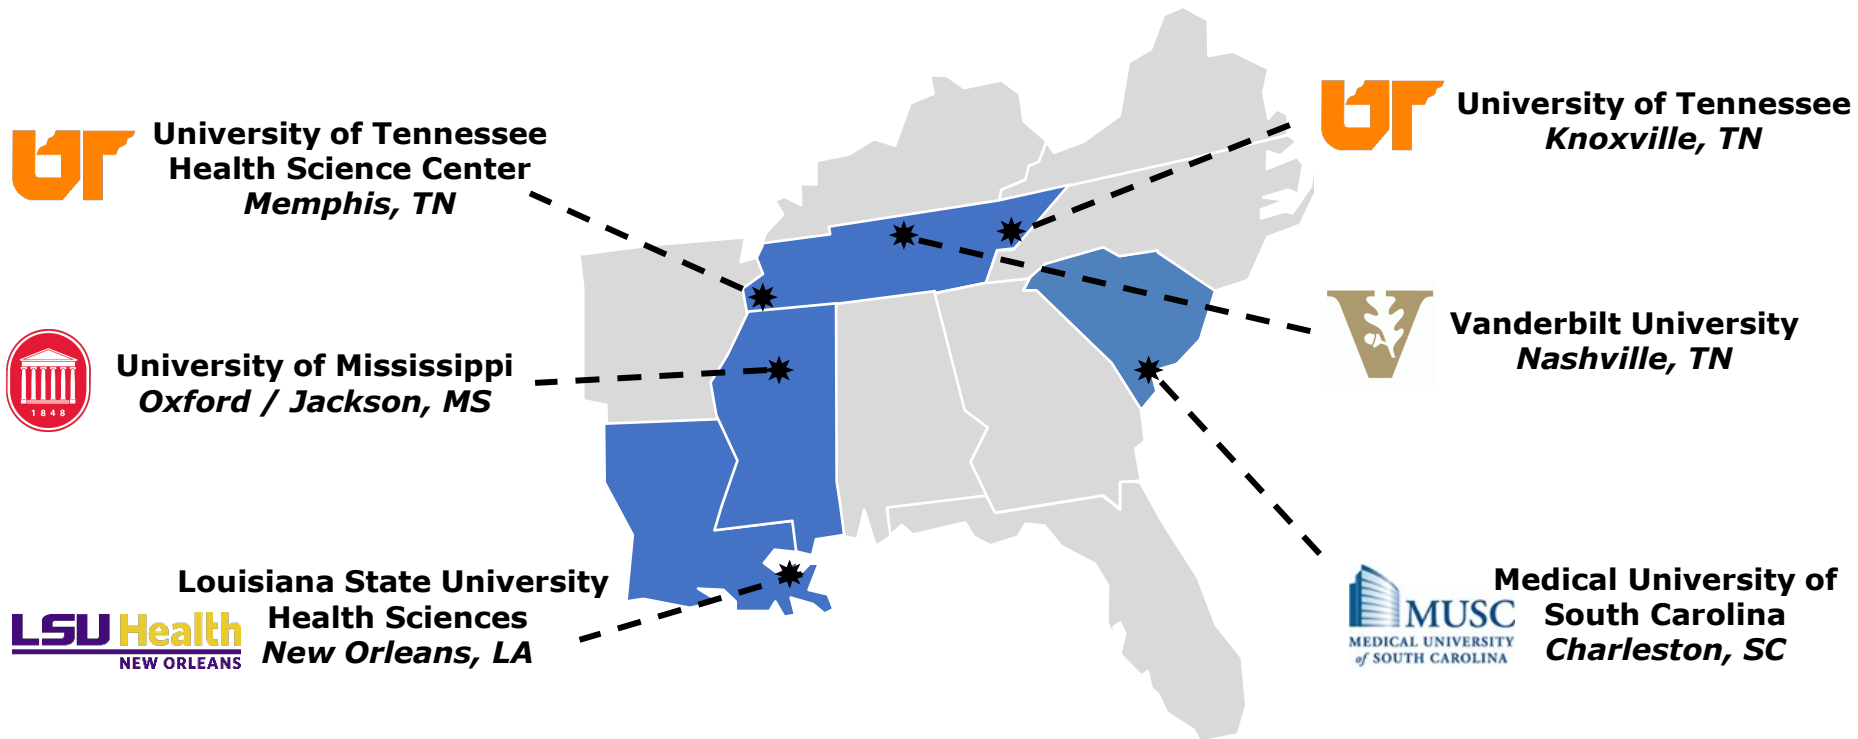 UT
University of Tennessee
Health Science Center
Memphis, TN
1848
University of Mississippi
Oxford / Jackson, MS
LSU Health
NEW ORLEANS
Louisiana State University
Health Sciences
New Orleans, LA
UT
University of Tennessee
Knoxville, TN
V
Vanderbilt University
Nashville, TN
MUSC
MEDICAL UNIVERSITY
of SOUTH CAROLINA
Medical University of
South Carolina
Charleston, SC